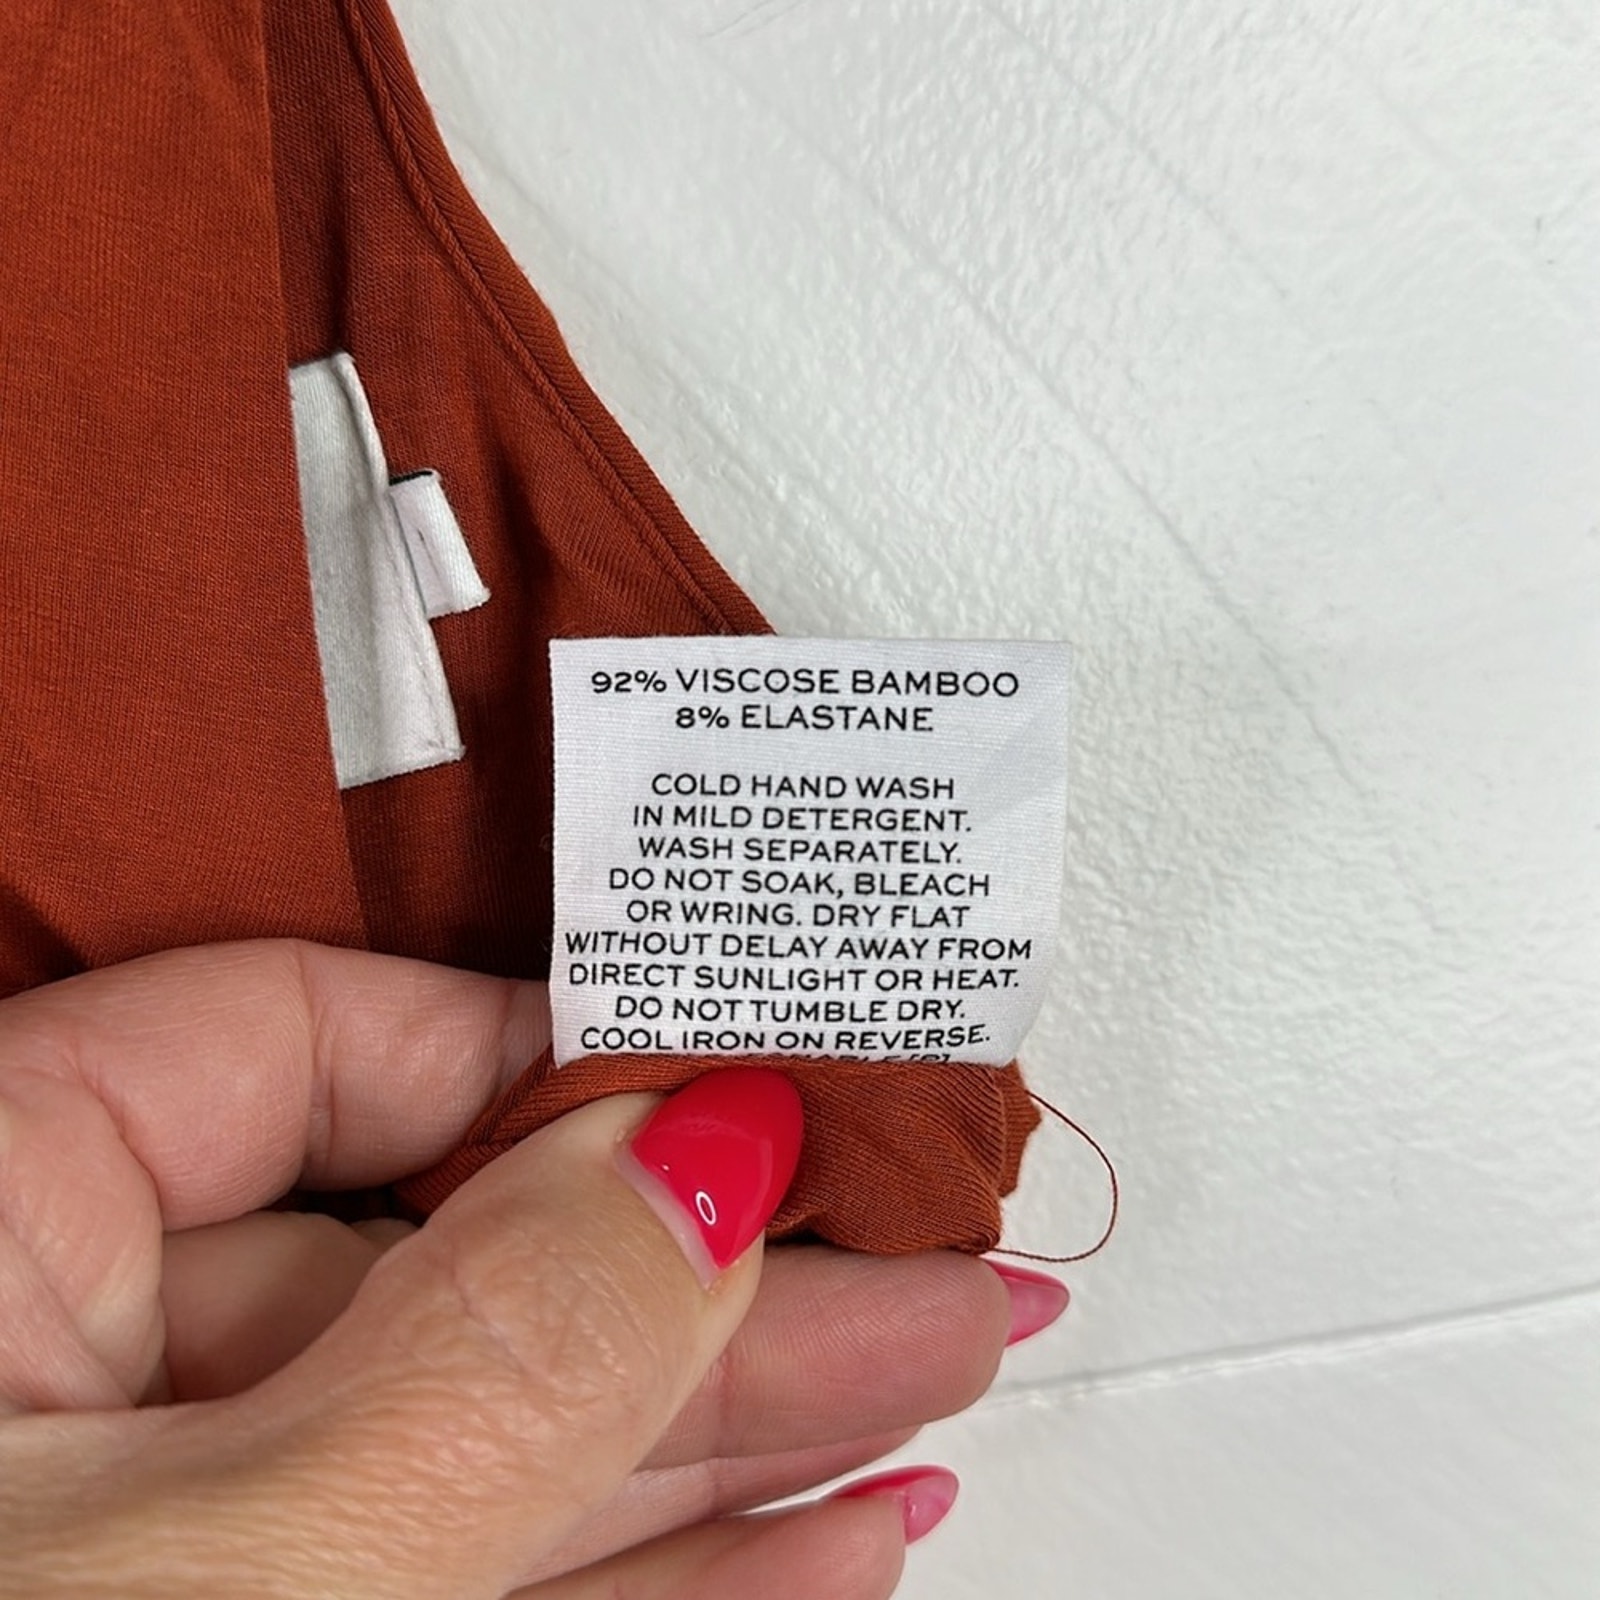 92% VISCOSE BAMBOO
8% ELASTANE
COLD HAND WASH
IN MILD DETERGENT.
WASH SEPARATELY.
DO NOT SOAK, BLEACH
OR WRING. DRY FLAT
WITHOUT DELAY AWAY FROM
DIRECT SUNLIGHT OR HEAT.
DO NOT TUMBLE DRY.
COOL IRON ON REVERSE.